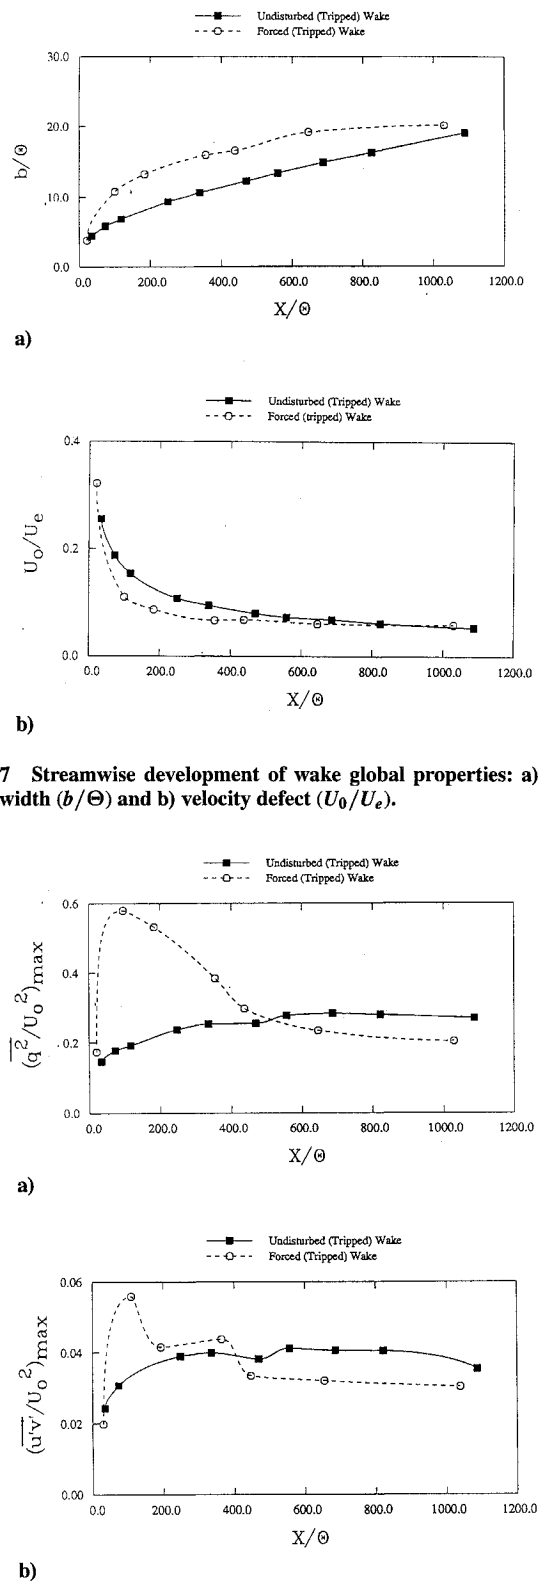 Undisturbed (Tripped) Wake
Forced (Tripped) Wake
30.0
20.0
10.0
0.0
b/Θ
0.0 200.0 400.0 600.0 800.0 1000.0 1200.0
X/Θ
a)
Undisturbed (Tripped) Wake
Forced (tripped) Wake
0.4
0.2
0.0
U₀/Uₑ
0.0 200.0 400.0 600.0 800.0 1000.0 1200.0
X/Θ
b)
7 Streamwise development of wake global properties: a)
width (b/Θ) and b) velocity defect (U₀/Uₑ).
Undisturbed (Tripped) Wake
Forced (Tripped) Wake
0.6
0.4
0.2
0.0
(q̅²/U₀²)max
0.0 200.0 400.0 600.0 800.0 1000.0 1200.0
X/Θ
a)
Undisturbed (Tripped) Wake
Forced (Tripped) Wake
0.06
0.04
0.02
0.00
(u'v'/U₀²)max
0.0 200.0 400.0 600.0 800.0 1000.0 1200.0
X/Θ
b)